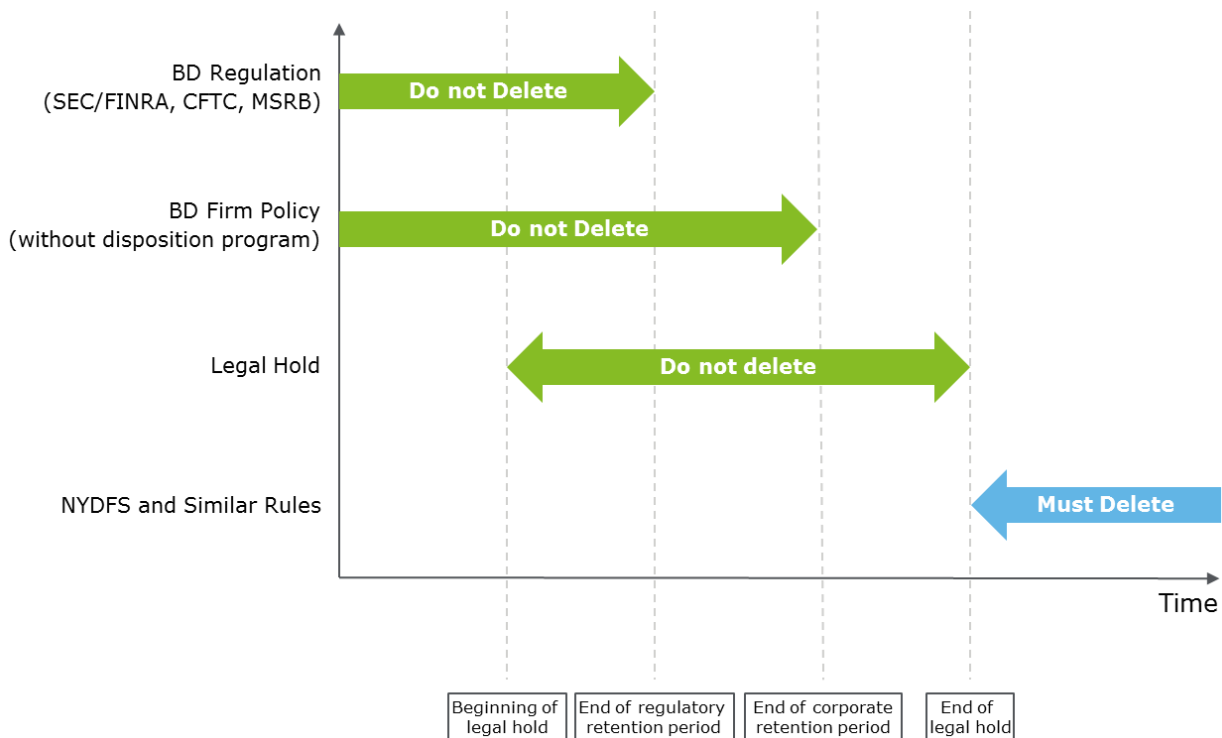 BD Regulation
(SEC/FINRA, CFTC, MSRB)
Do not Delete
BD Firm Policy
(without disposition program)
Do not Delete
Legal Hold
Do not delete
NYDFS and Similar Rules
Must Delete
Time
Beginning of
legal hold
End of regulatory
retention period
End of corporate
retention period
End of
legal hold